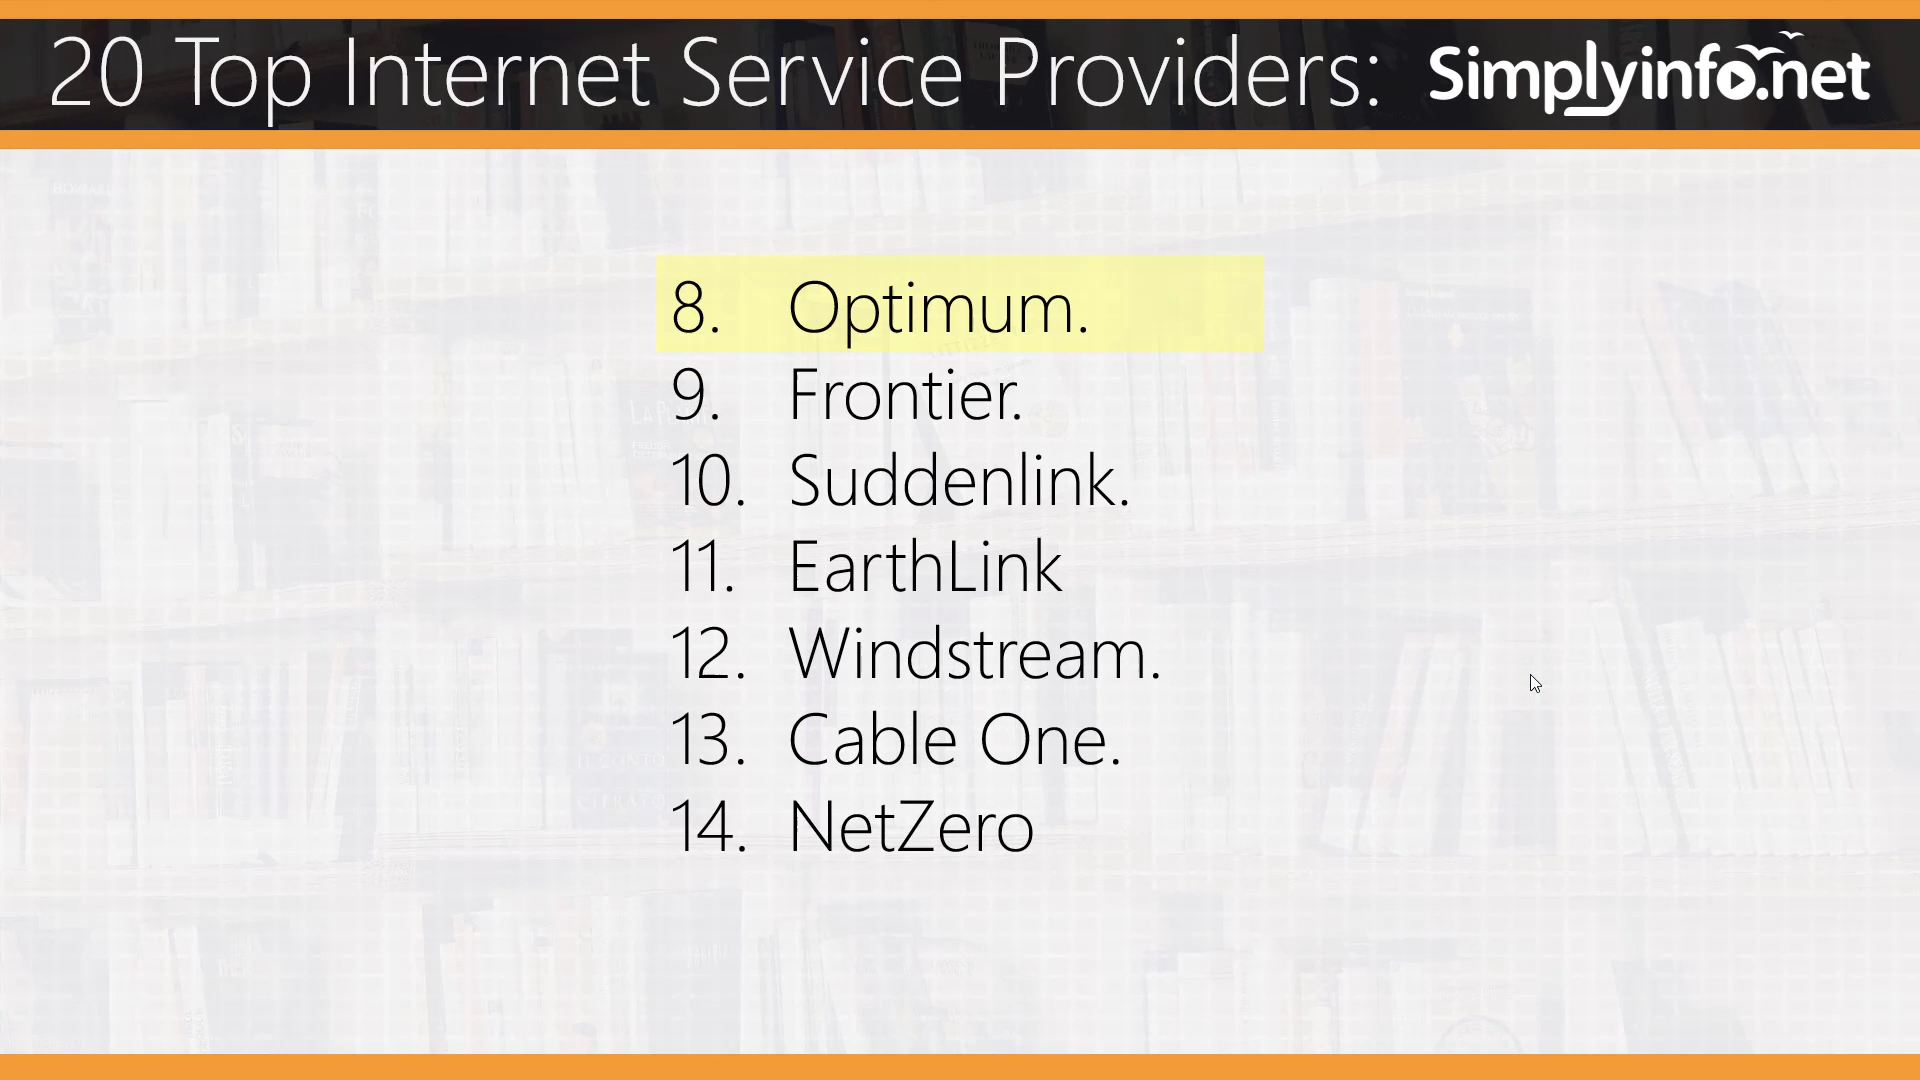 20 Top Internet Service Providers:
Simplyinfo.net
8. Optimum.
9. Frontier.
10. Suddenlink.
11. EarthLink
12. Windstream.
13. Cable One.
14. NetZero